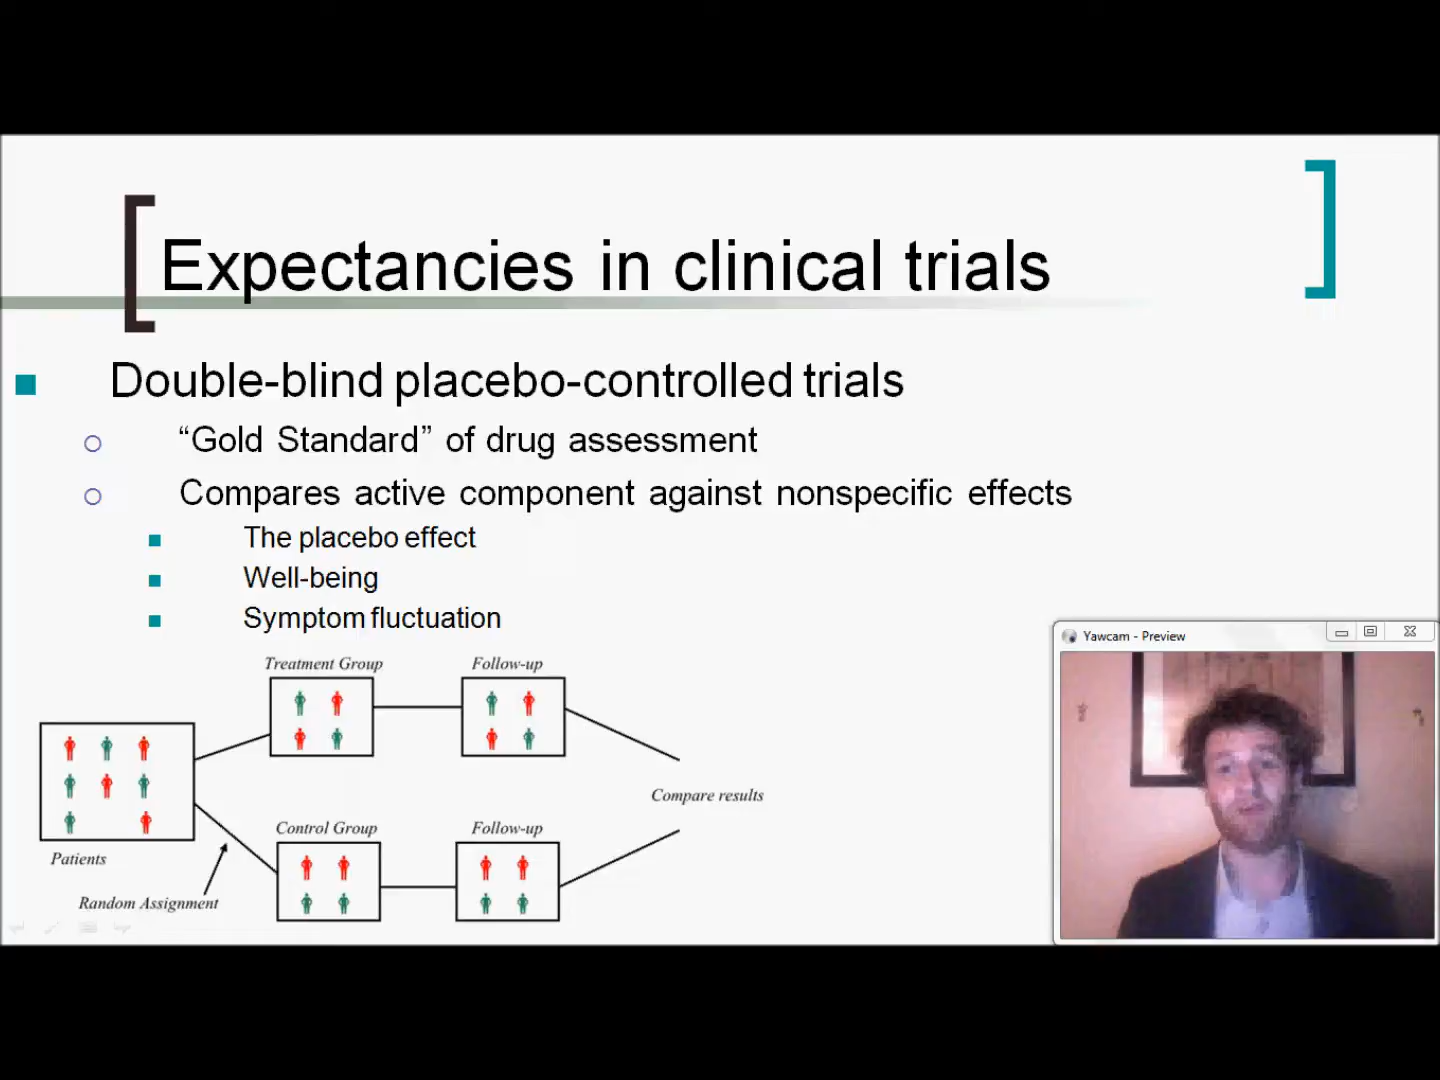 Expectancies in clinical trials
Double-blind placebo-controlled trials
“Gold Standard” of drug assessment
Compares active component against nonspecific effects
The placebo effect
Well-being
Symptom fluctuation
Treatment Group
Follow-up
Patients
Random Assignment
Control Group
Follow-up
Compare results
Yawcam - Preview